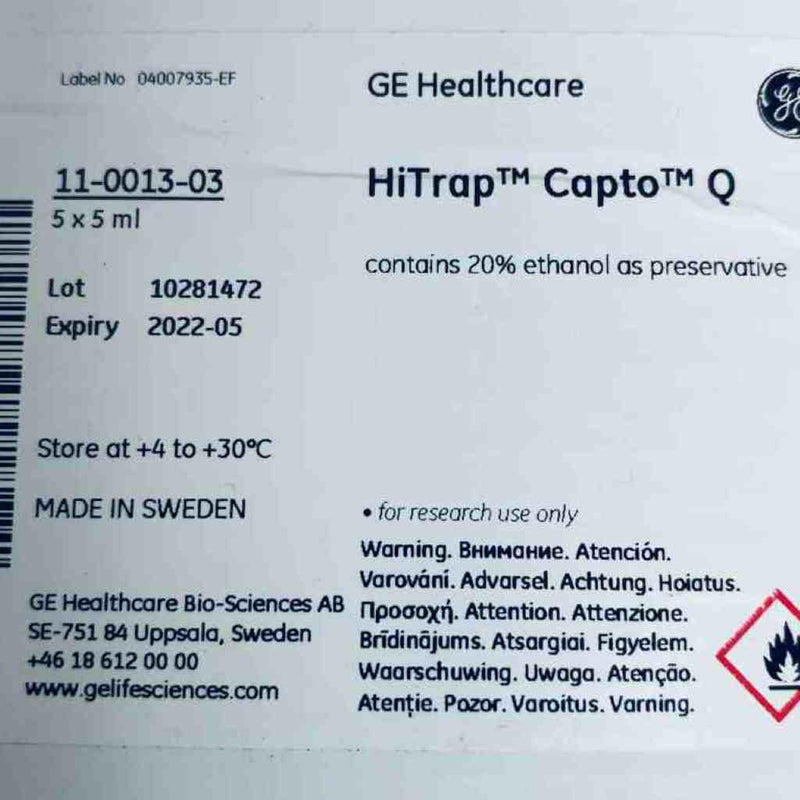 Label No 04007935-EF
GE Healthcare
11-0013-03
5 x 5 ml
HiTrap™ Capto™ Q
contains 20% ethanol as preservative
Lot 10281472
Expiry 2022-05
Store at +4 to +30°C
MADE IN SWEDEN
GE Healthcare Bio-Sciences AB
SE-751 84 Uppsala, Sweden
+46 18 612 00 00
www.gelifesciences.com
• for research use only
Warning. Внимание. Atención.
Varování. Advarsel. Achtung. Hoiatus.
Προσοχή. Attention. Attenzione.
Brīdinājums. Atsargiai. Figyelem.
Waarschuwing. Uwaga. Atenção.
Atenție. Pozor. Varoitus. Varning.
GE